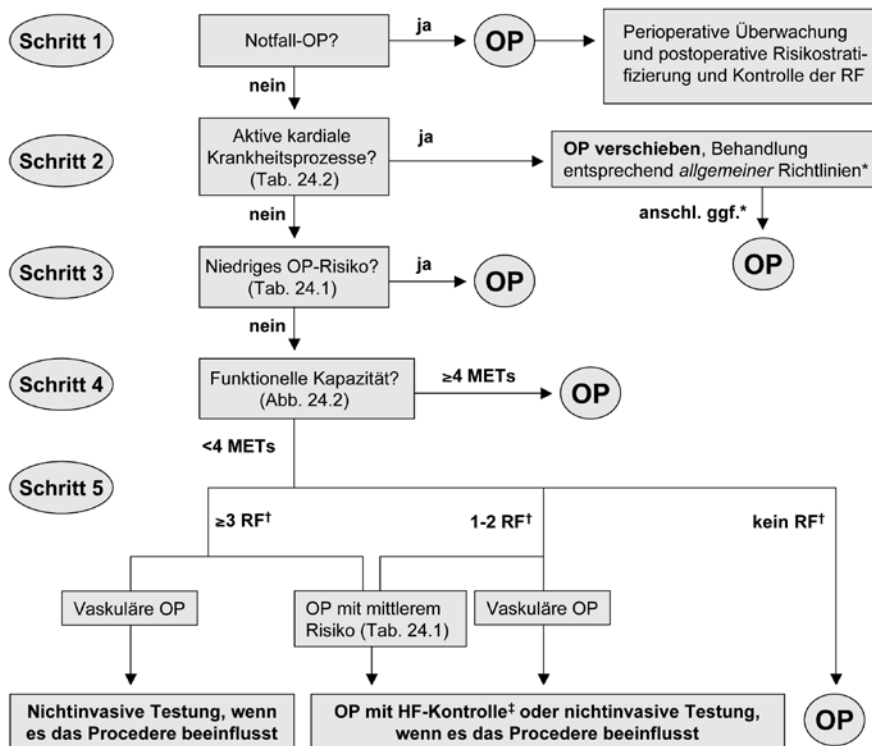 Schritt 1
Notfall-OP?
ja
OP
Perioperative Überwachung
und postoperative Risikostrati-
fizierung und Kontrolle der RF
nein
Schritt 2
Aktive kardiale
Krankheitsprozesse?
(Tab. 24.2)
ja
OP verschieben, Behandlung
entsprechend allgemeiner Richtlinien*
nein
anschl. ggf.*
OP
Schritt 3
Niedriges OP-Risiko?
(Tab. 24.1)
ja
OP
nein
Schritt 4
Funktionelle Kapazität?
(Abb. 24.2)
≥4 METs
OP
<4 METs
Schritt 5
≥3 RF†
1-2 RF†
kein RF†
Vaskuläre OP
OP mit mittlerem
Risiko (Tab. 24.1)
Vaskuläre OP
Nichtinvasive Testung, wenn
es das Procedere beeinflusst
OP mit HF-Kontrolle‡ oder nichtinvasive Testung,
wenn es das Procedere beeinflusst
OP